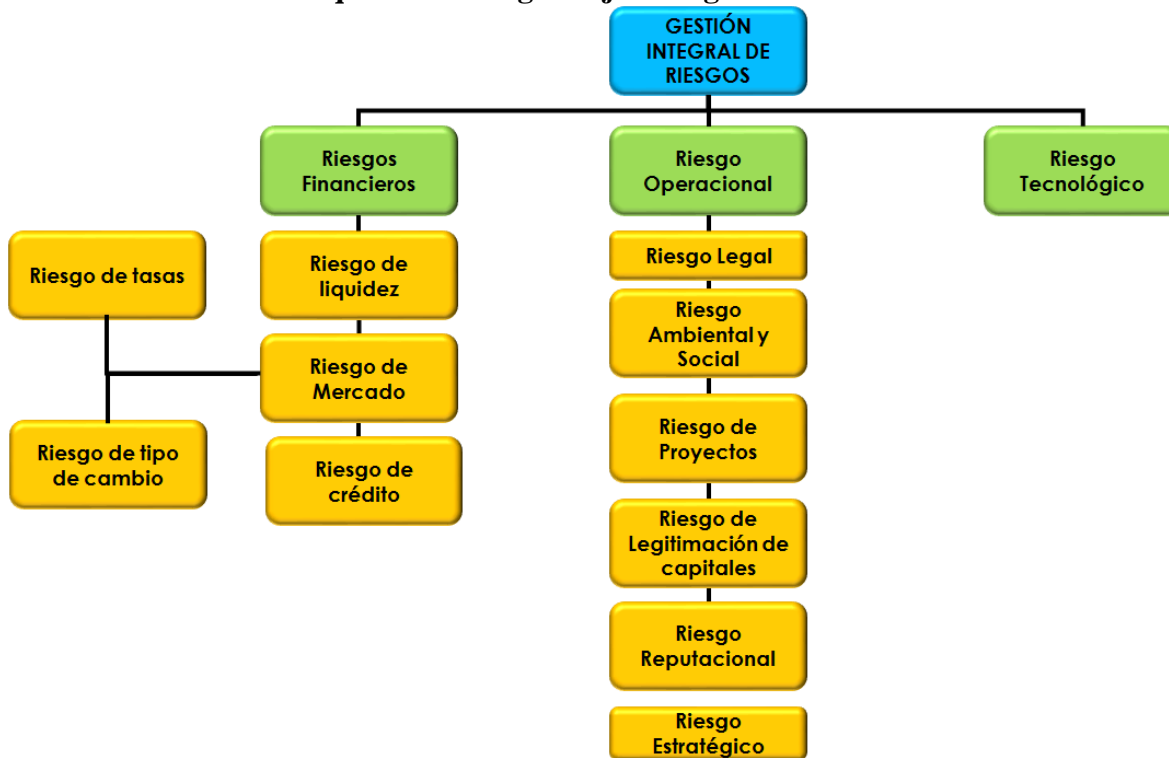 GESTIÓN
INTEGRAL DE
RIESGOS
Riesgos
Financieros
Riesgo
Operacional
Riesgo
Tecnológico
Riesgo de tasas
Riesgo de
liquidez
Riesgo Legal
Riesgo
Ambiental y
Social
Riesgo de
Mercado
Riesgo de tipo
de cambio
Riesgo de
crédito
Riesgo de
Proyectos
Riesgo de
Legitimación de
capitales
Riesgo
Reputacional
Riesgo
Estratégico